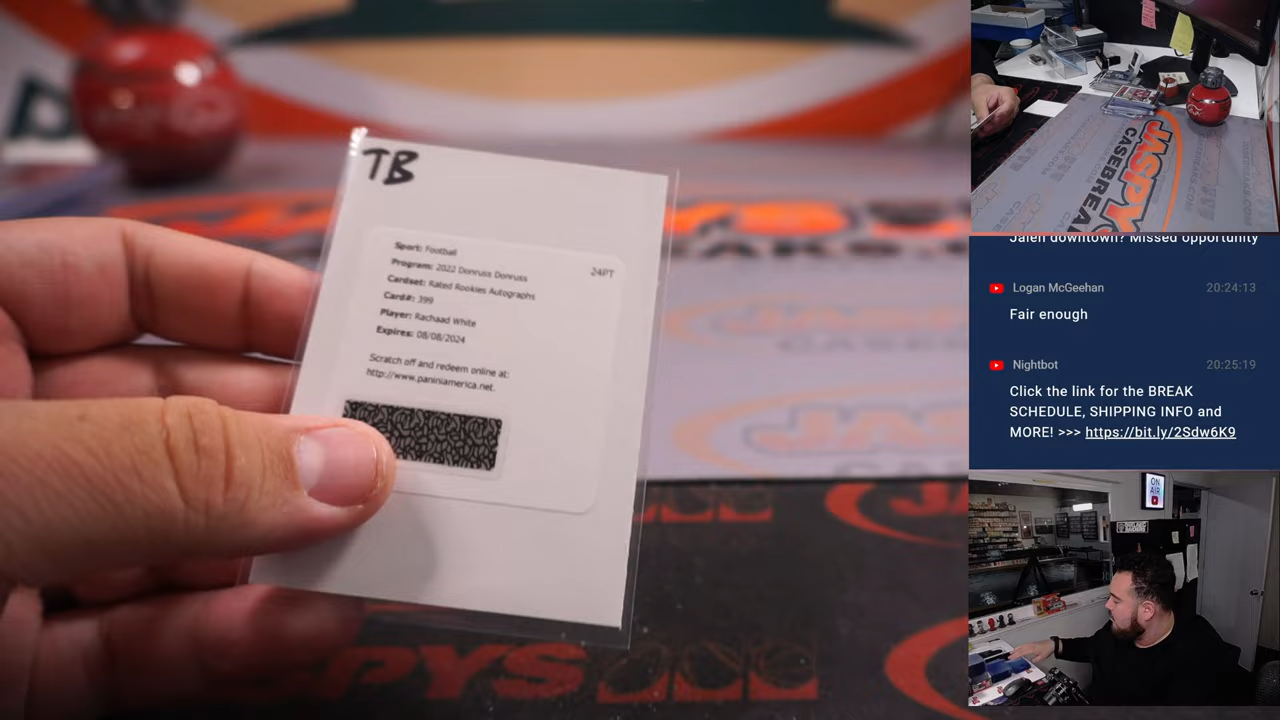 TB
Sport: Football
24PT
Program: 2022 Donruss Donruss
Cardset: Rated Rookies Autographs
Card#: 399
Player: Rachaad White
Expires: 08/08/2024
Scratch off and redeem online at:
http://www.paniniamerica.net.
JASPYS
CASEBREAKS.COM
PYS
Jalen downtown? Missed opportunity
Logan McGeehan
20:24:13
Fair enough
Nightbot
20:25:19
Click the link for the BREAK
SCHEDULE, SHIPPING INFO and
MORE! >>> https://bit.ly/2Sdw6K9
ON
AIR